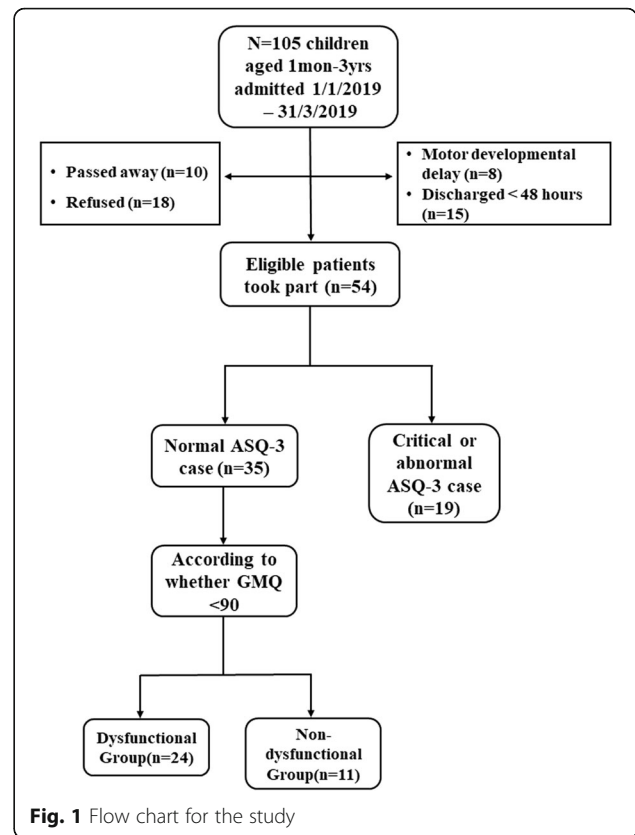 N=105 children
aged 1mon-3yrs
admitted 1/1/2019
– 31/3/2019
• Passed away (n=10)
• Refused (n=18)
• Motor developmental
delay (n=8)
• Discharged < 48 hours
(n=15)
Eligible patients
took part (n=54)
Normal ASQ-3
case (n=35)
Critical or
abnormal
ASQ-3 case
(n=19)
According to
whether GMQ
<90
Dysfunctional
Group(n=24)
Non-
dysfunctional
Group(n=11)
Fig. 1 Flow chart for the study